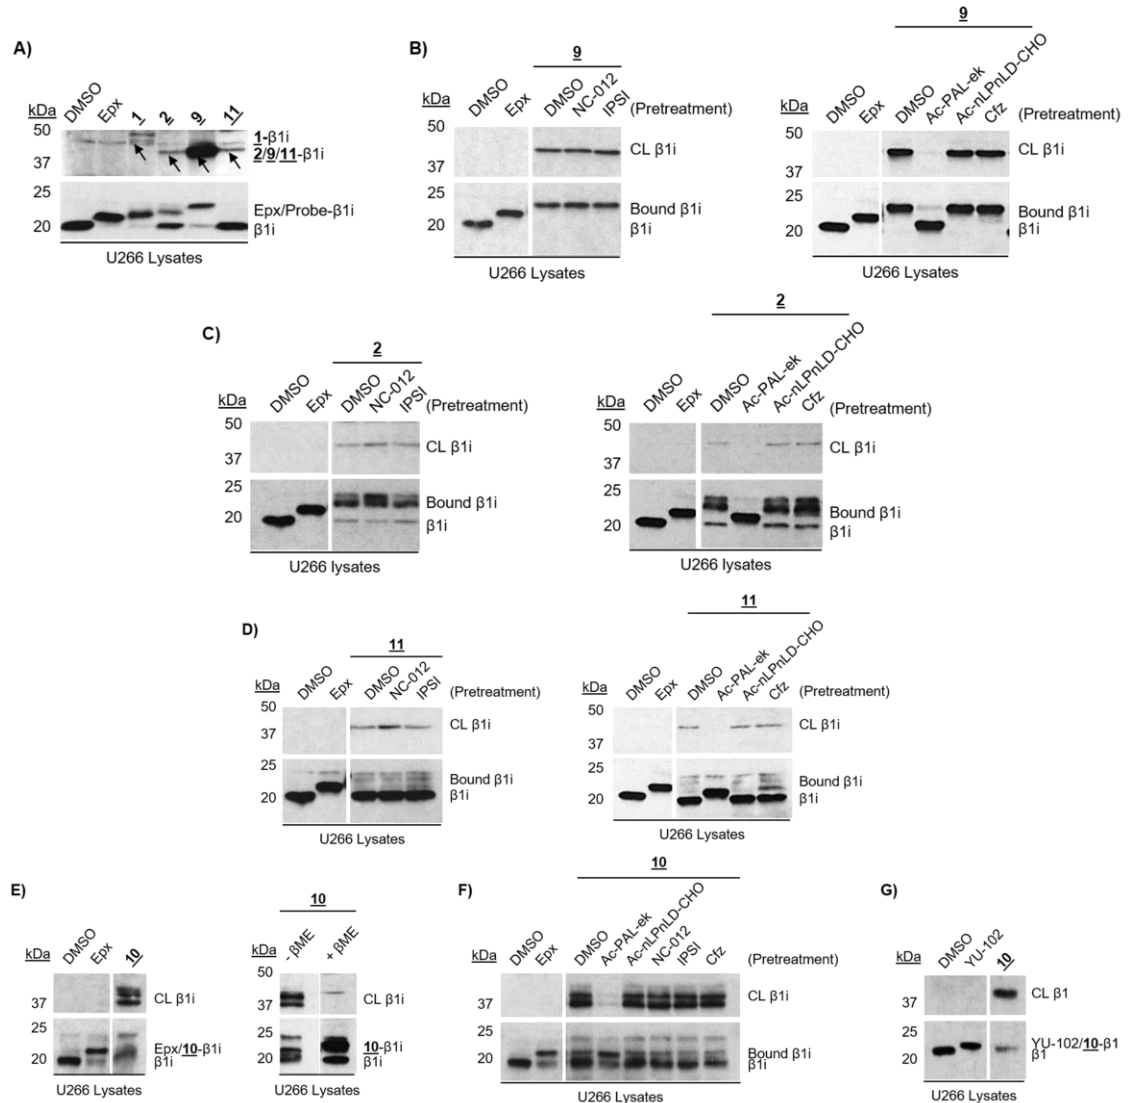 A)
kDa
DMSO
Epx
1
2
9
11
50
37
1-β1i
2/9/11-β1i
25
20
Epx/Probe-β1i
β1i
U266 Lysates
B)
9
kDa
DMSO
Epx
DMSO
NC-012
IPSI
(Pretreatment)
50
37
CL β1i
25
20
Bound β1i
β1i
U266 Lysates
9
kDa
DMSO
Epx
DMSO
Ac-PAL-ek
Ac-nLPnLD-CHO
Cfz
(Pretreatment)
50
37
CL β1i
25
20
Bound β1i
β1i
U266 Lysates
C)
2
kDa
DMSO
Epx
DMSO
NC-012
IPSI
(Pretreatment)
50
37
CL β1i
25
20
Bound β1i
β1i
U266 lysates
2
kDa
DMSO
Epx
DMSO
Ac-PAL-ek
Ac-nLPnLD-CHO
Cfz
(Pretreatment)
50
37
CL β1i
25
20
Bound β1i
β1i
U266 lysates
D)
11
kDa
DMSO
Epx
DMSO
NC-012
IPSI
(Pretreatment)
50
37
CL β1i
25
20
Bound β1i
β1i
U266 Lysates
11
kDa
DMSO
Epx
DMSO
Ac-PAL-ek
Ac-nLPnLD-CHO
Cfz
(Pretreatment)
50
37
CL β1i
25
20
Bound β1i
β1i
U266 Lysates
E)
kDa
DMSO
Epx
10
37
CL β1i
25
20
Epx/10-β1i
β1i
U266 Lysates
10
kDa
- βME
+ βME
50
37
CL β1i
25
20
10-β1i
β1i
U266 Lysates
F)
10
kDa
DMSO
Epx
DMSO
Ac-PAL-ek
Ac-nLPnLD-CHO
NC-012
IPSI
Cfz
(Pretreatment)
37
CL β1i
25
20
Bound β1i
β1i
U266 Lysates
G)
kDa
DMSO
YU-102
10
37
CL β1
25
20
YU-102/10-β1
β1
U266 Lysates